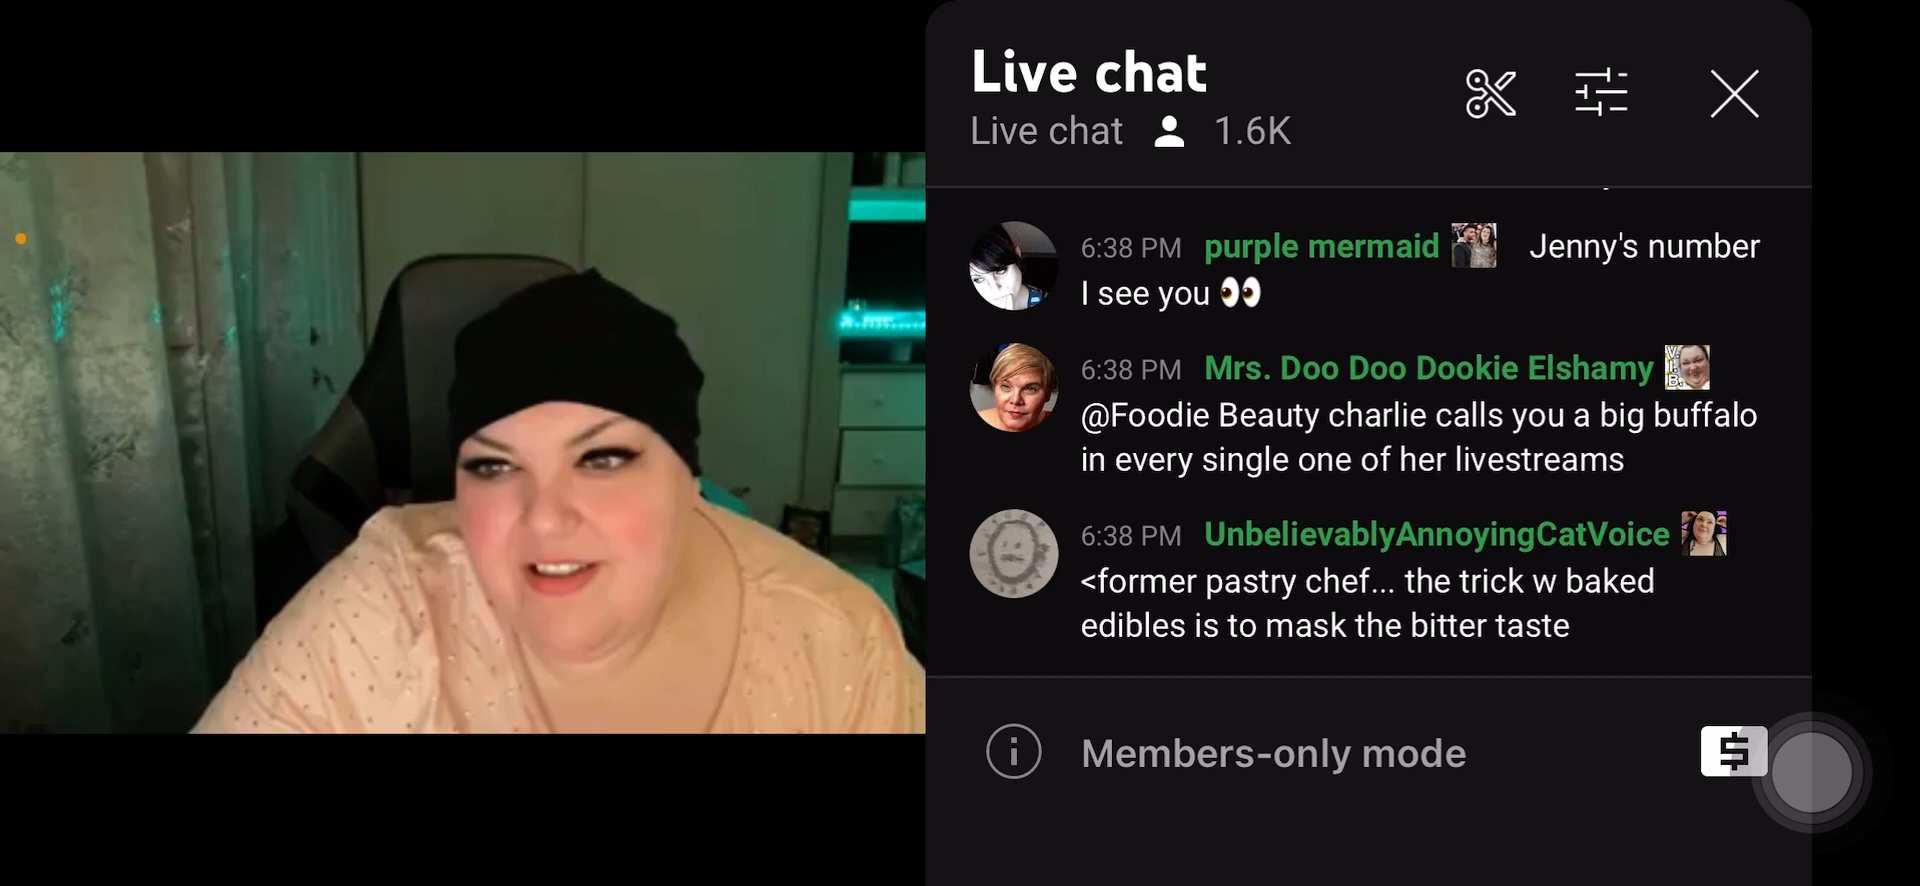 Live chat
Live chat 1.6K
6:38 PM purple mermaid Jenny's number
I see you 👀
6:38 PM Mrs. Doo Doo Dookie Elshamy
@Foodie Beauty charlie calls you a big buffalo
in every single one of her livestreams
6:38 PM UnbelievablyAnnoyingCatVoice
<former pastry chef... the trick w baked
edibles is to mask the bitter taste
Members-only mode